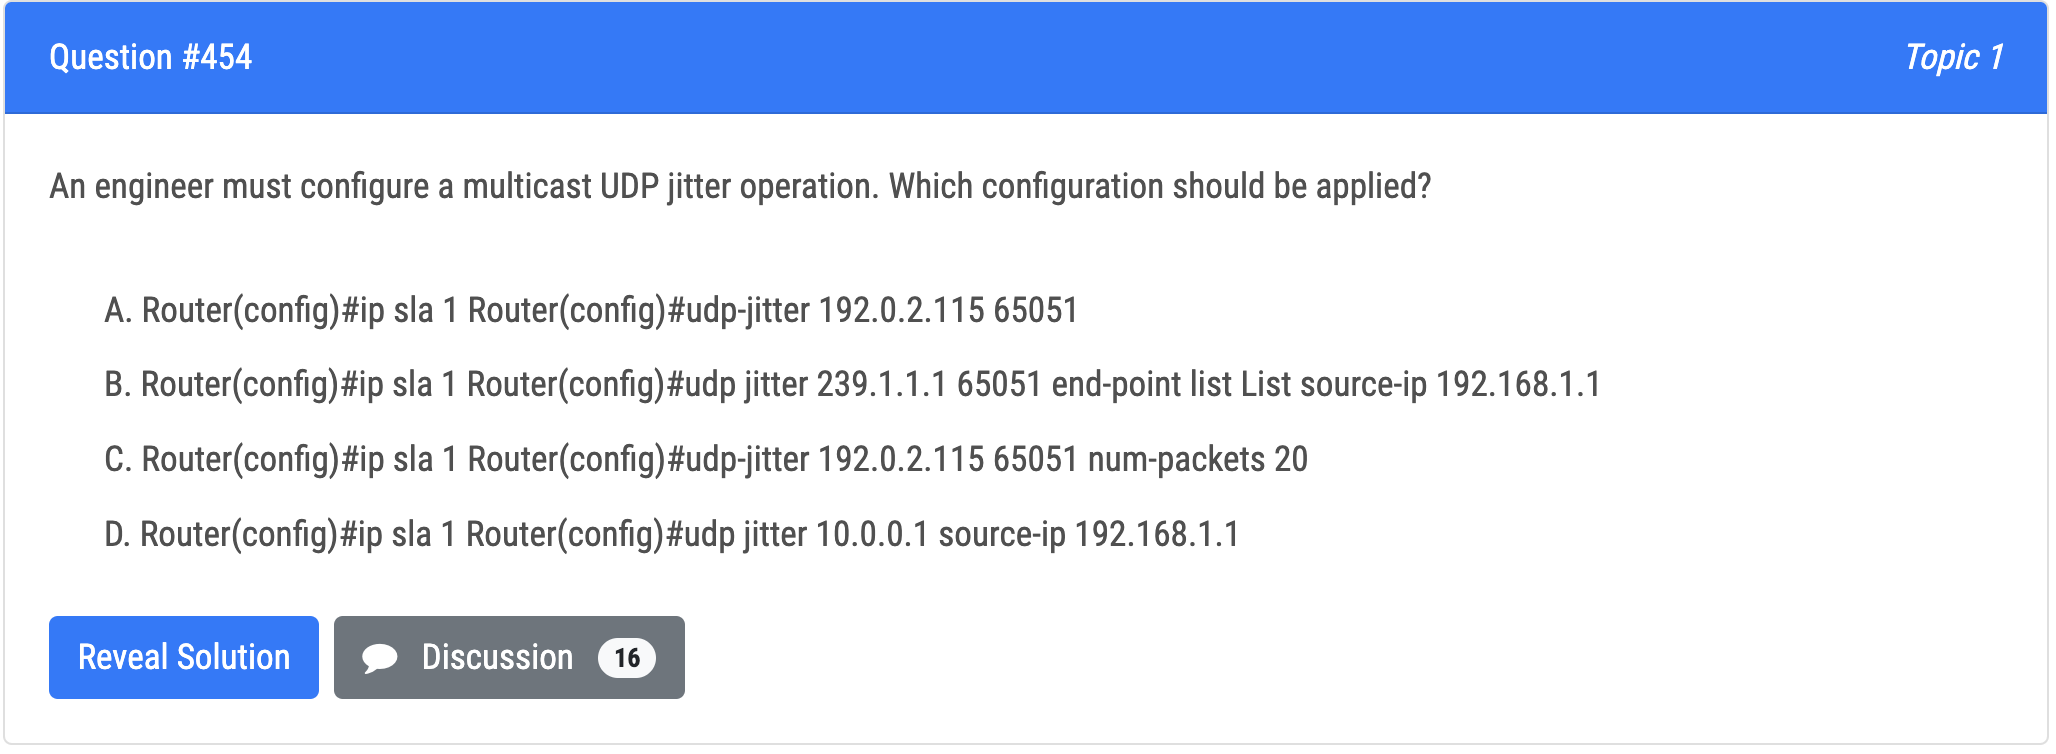 Question #454
Topic 1
An engineer must configure a multicast UDP jitter operation. Which configuration should be applied?
A. Router(config)#ip sla 1 Router(config)#udp-jitter 192.0.2.115 65051
B. Router(config)#ip sla 1 Router(config)#udp jitter 239.1.1.1 65051 end-point list List source-ip 192.168.1.1
C. Router(config)#ip sla 1 Router(config)#udp-jitter 192.0.2.115 65051 num-packets 20
D. Router(config)#ip sla 1 Router(config)#udp jitter 10.0.0.1 source-ip 192.168.1.1
Reveal Solution
Discussion 16